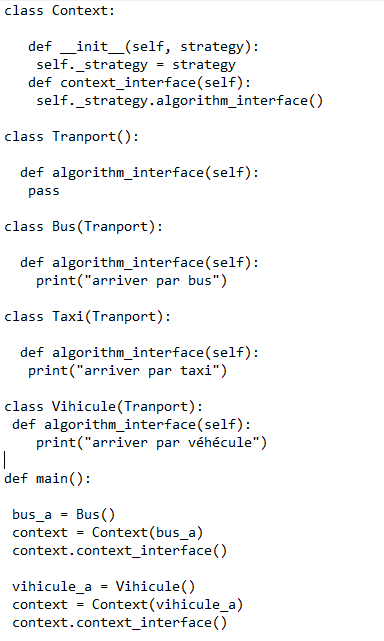 class Context:
def __init__(self, strategy):
self._strategy = strategy
def context_interface(self):
self._strategy.algorithm_interface()
class Tranport():
def algorithm_interface(self):
pass
class Bus(Tranport):
def algorithm_interface(self):
print("arriver par bus")
class Taxi(Tranport):
def algorithm_interface(self):
print("arriver par taxi")
class Vihicule(Tranport):
def algorithm_interface(self):
print("arriver par véhécule")
def main():
bus_a = Bus()
context = Context(bus_a)
context.context_interface()
vihicule_a = Vihicule()
context = Context(vihicule_a)
context.context_interface()